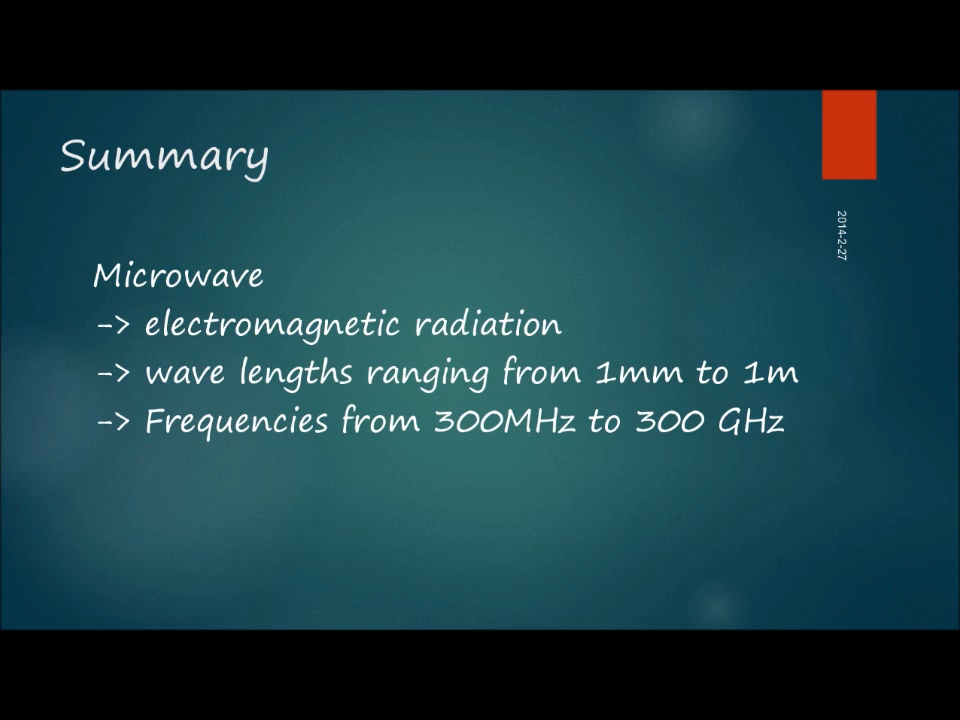 Summary
2014-2-27
Microwave
-> electromagnetic radiation
-> wave lengths ranging from 1mm to 1m
-> Frequencies from 300MHz to 300 GHz